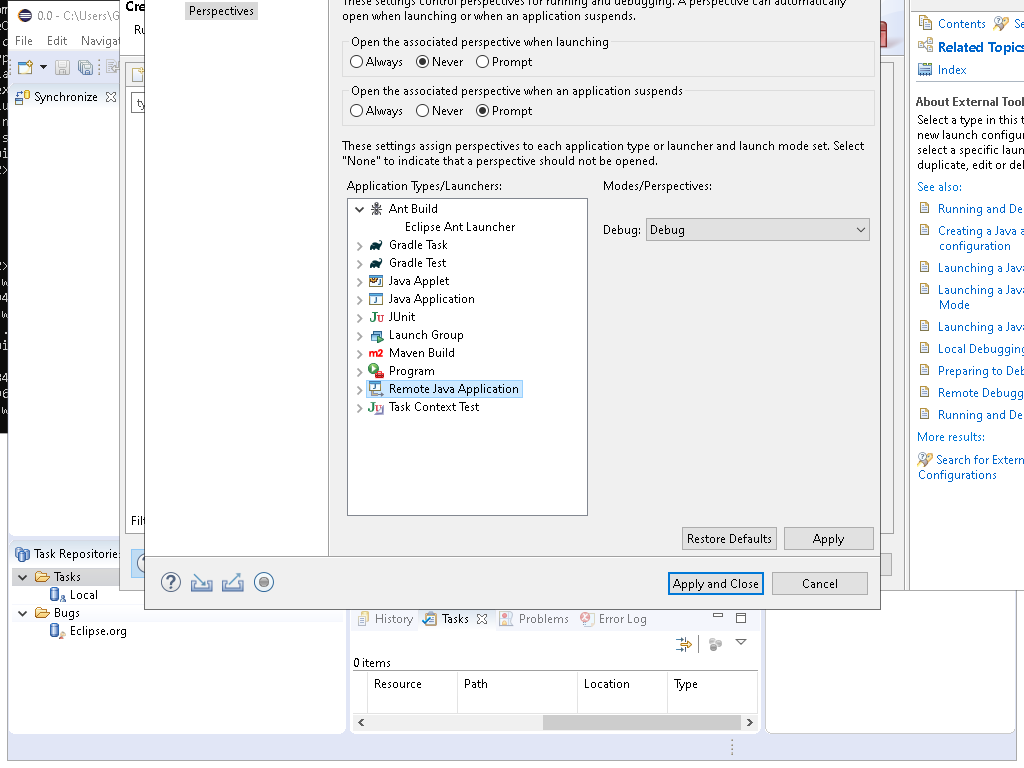 0.0 - C:\Users\G
File Edit Navigat
Synchronize
Cre
Ru
ty
Filt
Perspectives
These settings control perspectives for running and debugging. A perspective can automatically
open when launching or when an application suspends.
Open the associated perspective when launching
Always Never Prompt
Open the associated perspective when an application suspends
Always Never Prompt
These settings assign perspectives to each application type or launcher and launch mode set. Select
"None" to indicate that a perspective should not be opened.
Application Types/Launchers:
Modes/Perspectives:
Ant Build
Eclipse Ant Launcher
Gradle Task
Gradle Test
Java Applet
Java Application
JUnit
Launch Group
Maven Build
Program
Remote Java Application
Task Context Test
Debug: Debug
Restore Defaults Apply
Apply and Close Cancel
Contents Se
Related Topics
Index
About External Tool
Select a type in this t
new launch configur
select a specific laun
duplicate, edit or del
See also:
Running and De
Creating a Java a
configuration
Launching a Java
Launching a Java
Mode
Launching a Java
Local Debugging
Preparing to Deb
Remote Debugg
Running and De
More results:
Search for Extern
Configurations
Task Repositorie
Tasks
Local
Bugs
Eclipse.org
History Tasks Problems Error Log
0 items
Resource Path Location Type